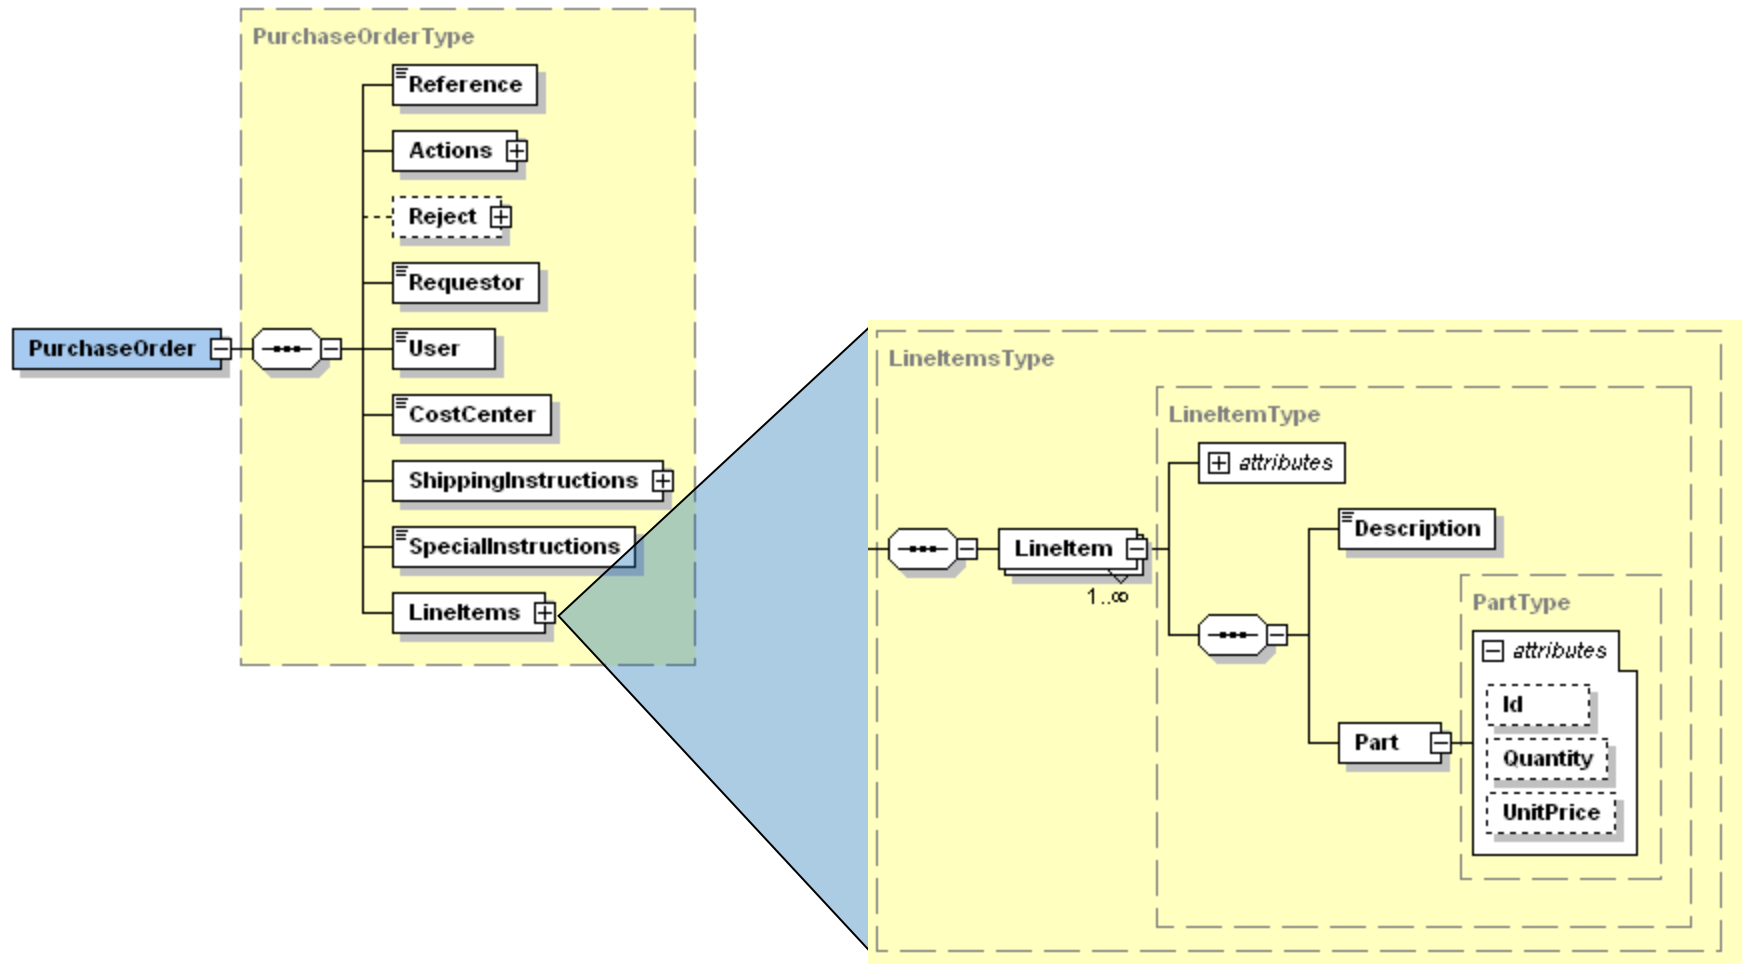 PurchaseOrderType
Reference
Actions
Reject
Requestor
PurchaseOrder
User
CostCenter
ShippingInstructions
SpecialInstructions
LineItems
LineItemsType
LineItemType
attributes
Description
LineItem
1..∞
PartType
attributes
Id
Part
Quantity
UnitPrice